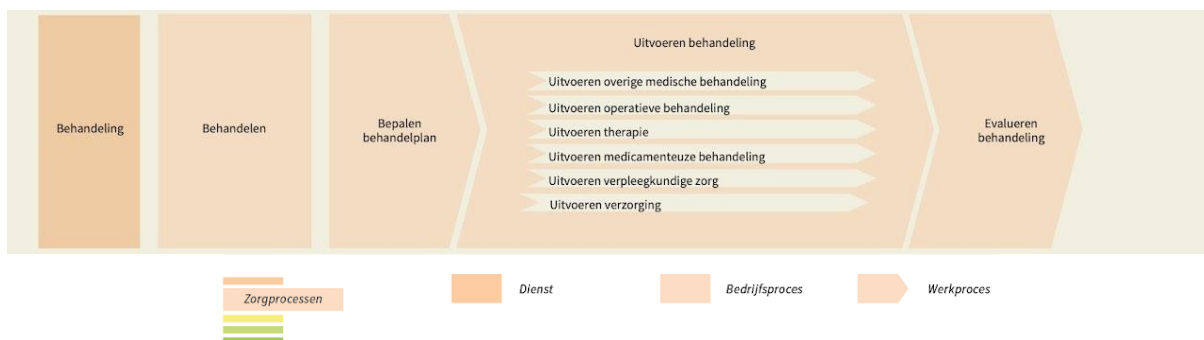 Behandeling
Behandelen
Bepalen
behandelplan
Uitvoeren behandeling
Uitvoeren overige medische behandeling
Uitvoeren operatieve behandeling
Uitvoeren therapie
Uitvoeren medicamenteuze behandeling
Uitvoeren verpleegkundige zorg
Uitvoeren verzorging
Evalueren
behandeling
Zorgprocessen
Dienst
Bedrijfsproces
Werkproces